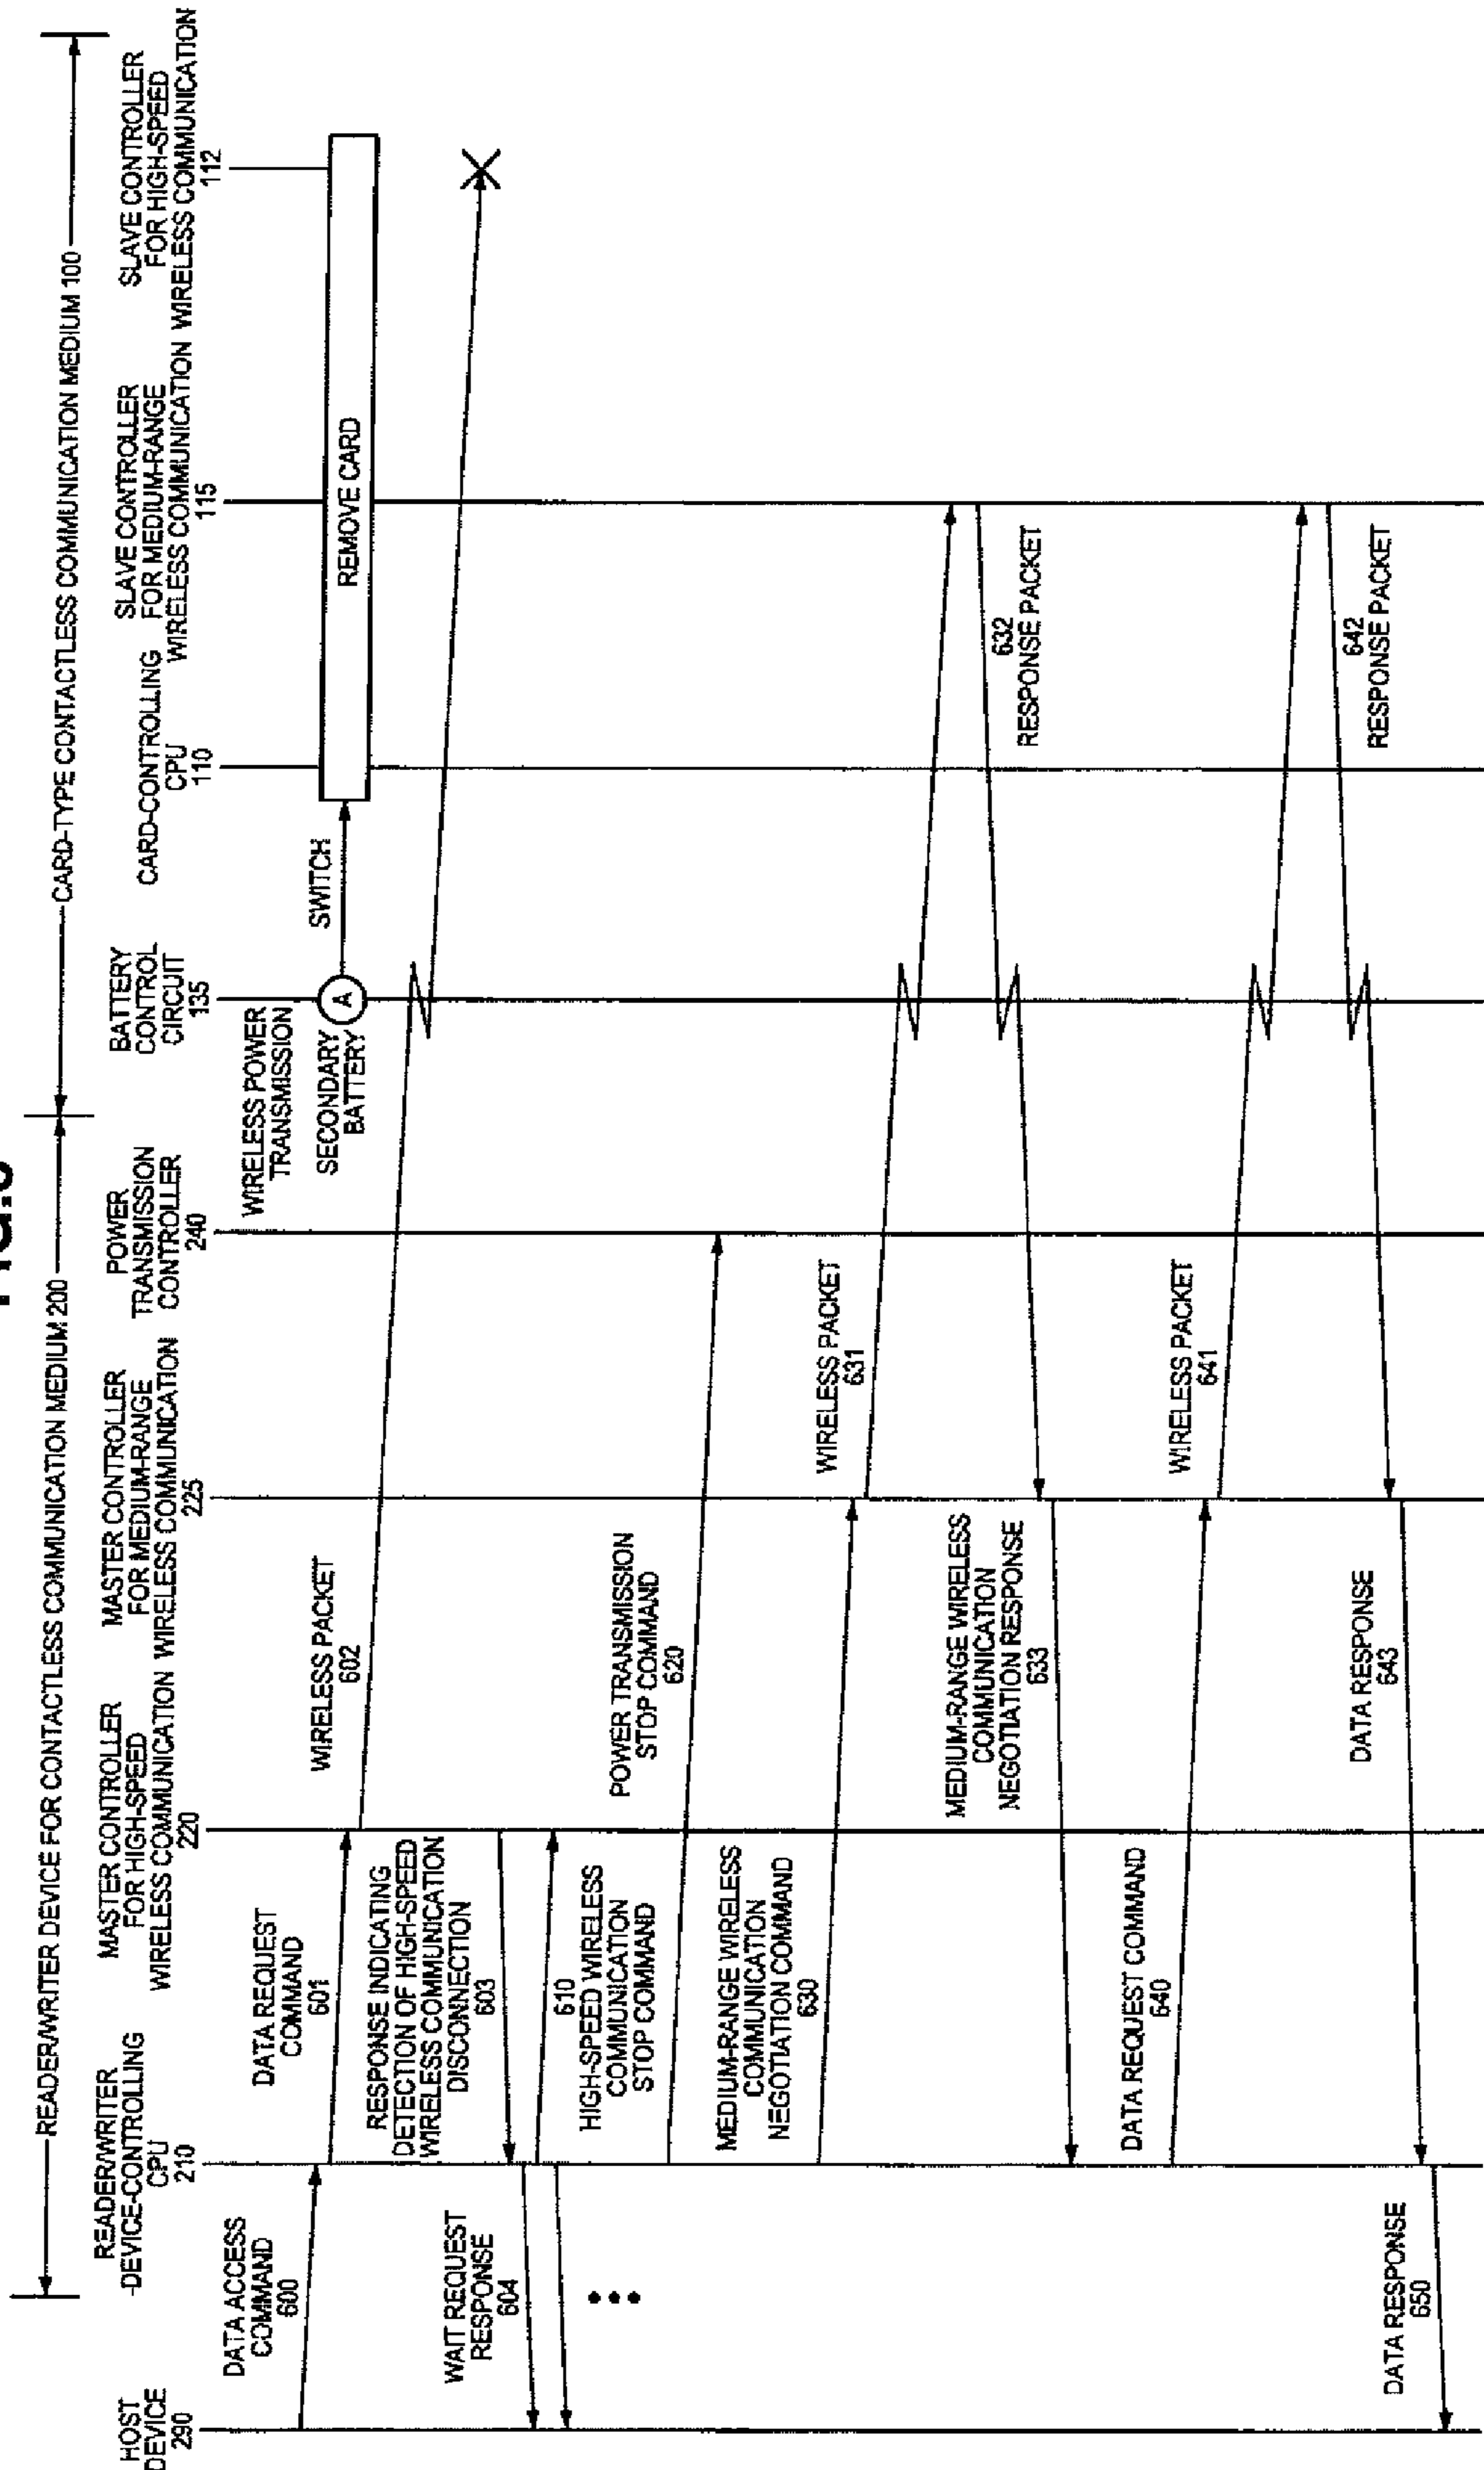 READER/WRITER DEVICE FOR CONTACTLESS COMMUNICATION MEDIUM 200
CARD-TYPE CONTACTLESS COMMUNICATION MEDIUM 100
HOST
DEVICE
290
READER/WRITER
-DEVICE-CONTROLLING
CPU
210
MASTER CONTROLLER
FOR HIGH-SPEED
WIRELESS COMMUNICATION
220
MASTER CONTROLLER
FOR MEDIUM-RANGE
WIRELESS COMMUNICATION
225
POWER
TRANSMISSION
CONTROLLER
240
BATTERY
CONTROL
CIRCUIT
135
CARD-CONTROLLING
CPU
110
SLAVE CONTROLLER
FOR MEDIUM-RANGE
WIRELESS COMMUNICATION
115
SLAVE CONTROLLER
FOR HIGH-SPEED
WIRELESS COMMUNICATION
112
WIRELESS POWER
TRANSMISSION
SECONDARY
BATTERY
A
SWITCH
REMOVE CARD
DATA ACCESS
COMMAND
600
DATA REQUEST
COMMAND
601
WIRELESS PACKET
602
RESPONSE INDICATING
DETECTION OF HIGH-SPEED
WIRELESS COMMUNICATION
DISCONNECTION
603
WAIT REQUEST
RESPONSE
604
610
HIGH-SPEED WIRELESS
COMMUNICATION
STOP COMMAND
POWER TRANSMISSION
STOP COMMAND
620
MEDIUM-RANGE WIRELESS
COMMUNICATION
NEGOTIATION COMMAND
630
WIRELESS PACKET
631
632
RESPONSE PACKET
MEDIUM-RANGE WIRELESS
COMMUNICATION
NEGOTIATION RESPONSE
633
DATA REQUEST COMMAND
640
WIRELESS PACKET
641
642
RESPONSE PACKET
DATA RESPONSE
643
DATA RESPONSE
650